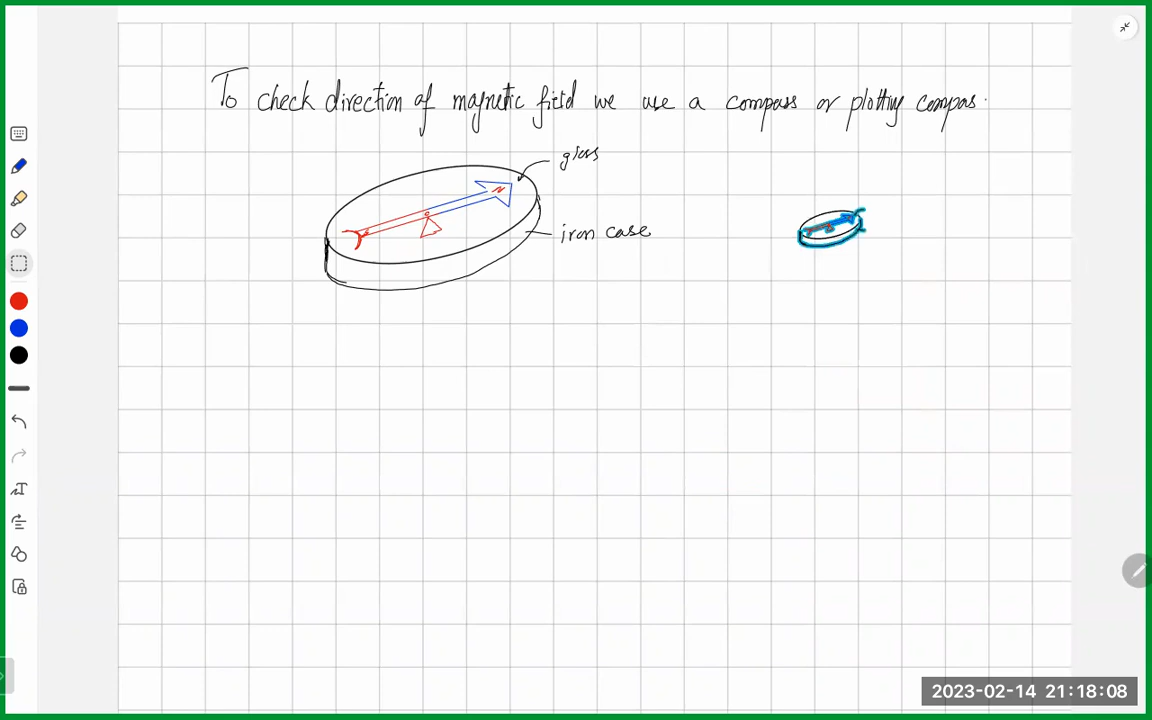 To check direction of magnetic field we use a compass or plotting compas.
glass
N
iron case
2023-02-14 21:18:08